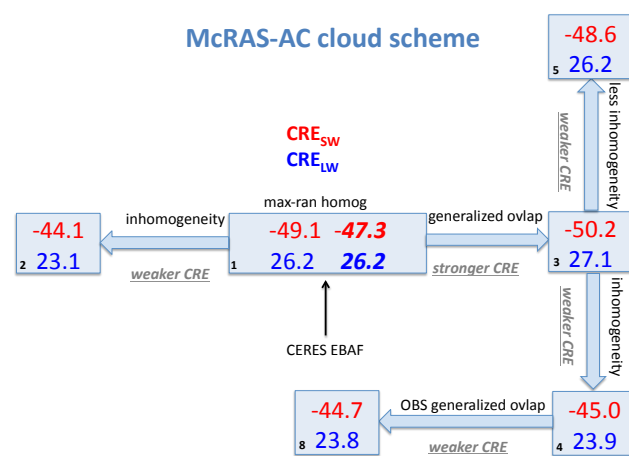 McRAS-AC cloud scheme
-48.6
5 26.2
less inhomogeneity
weaker CRE
CRE_SW
CRE_LW
max-ran homog
inhomogeneity
generalized ovlap
-44.1
2 23.1
weaker CRE
-49.1 -47.3
1 26.2 26.2
stronger CRE
-50.2
3 27.1
weaker CRE
inhomogeneity
CERES EBAF
-44.7
8 23.8
OBS generalized ovlap
weaker CRE
-45.0
4 23.9